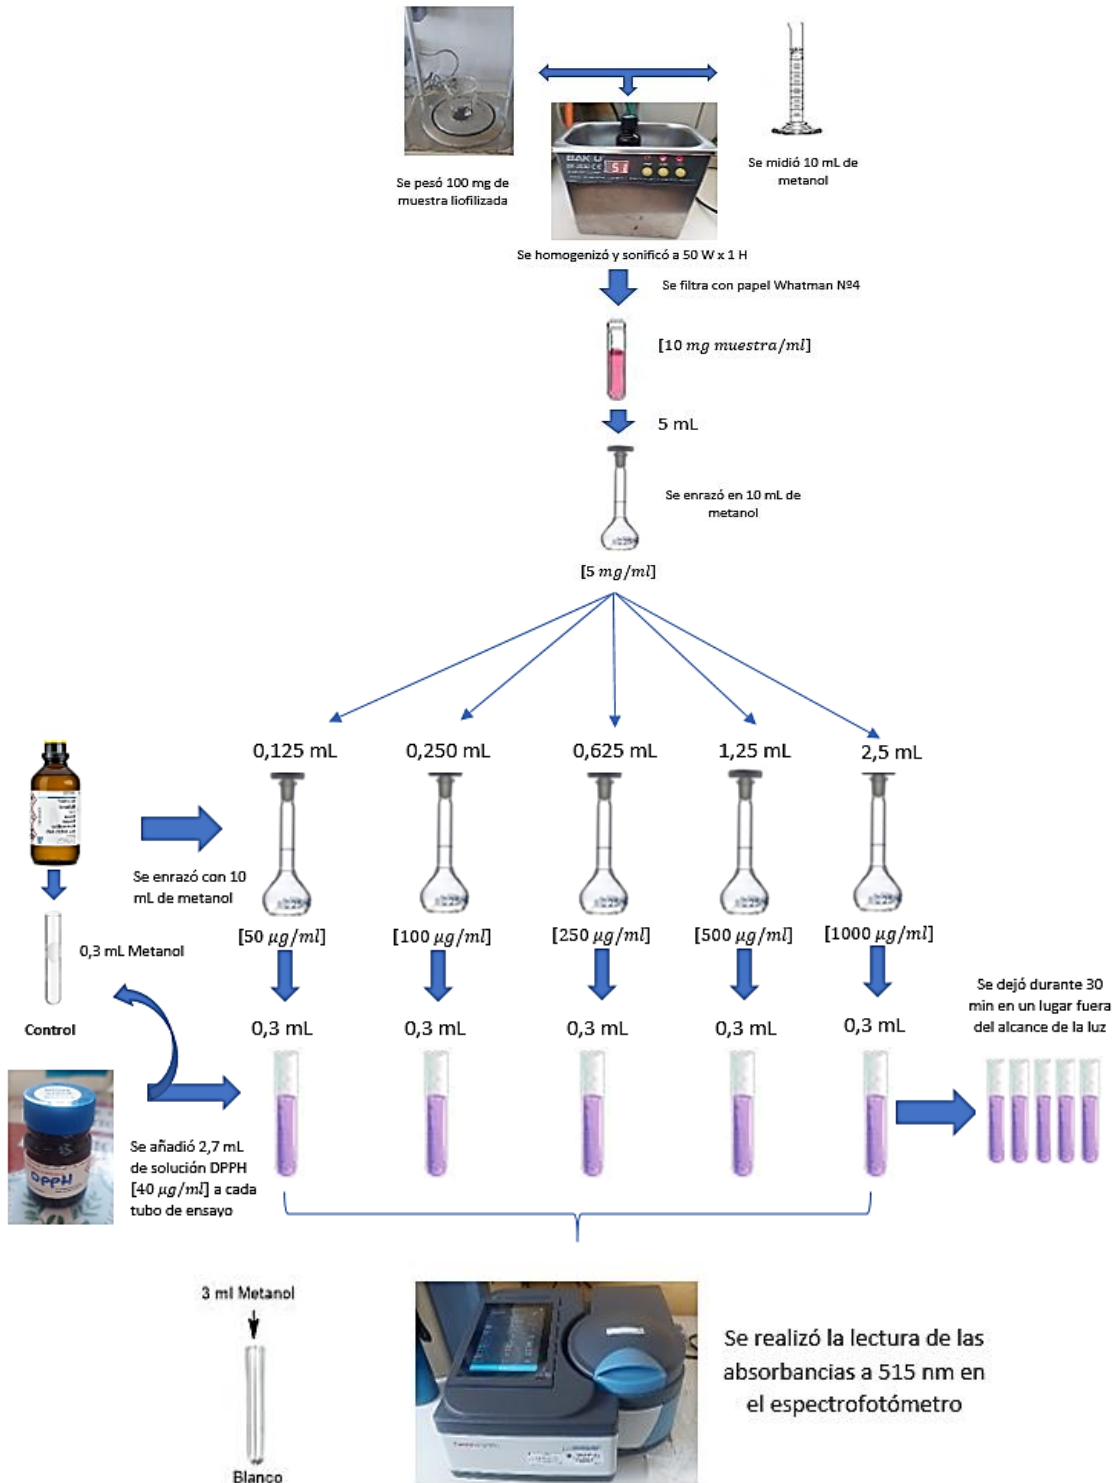 Se pesó 100 mg de
muestra liofilizada
BAKU
51
Se midió 10 mL de
metanol
Se homogenizó y sonificó a 50 W x 1 H
Se filtra con papel Whatman Nº4
[10 mg muestra/ml]
5 mL
Se enrazó en 10 mL de
metanol
[5 mg/ml]
0,125 mL
0,250 mL
0,625 mL
1,25 mL
2,5 mL
Se enrazó con 10
mL de metanol
[50 µg/ml]
[100 µg/ml]
[250 µg/ml]
[500 µg/ml]
[1000 µg/ml]
0,3 mL Metanol
Control
0,3 mL
0,3 mL
0,3 mL
0,3 mL
0,3 mL
Se dejó durante 30
min en un lugar fuera
del alcance de la luz
DPPH
Se añadió 2,7 mL
de solución DPPH
[40 µg/ml] a cada
tubo de ensayo
3 ml Metanol
Blanco
Se realizó la lectura de las
absorbancias a 515 nm en
el espectrofotómetro